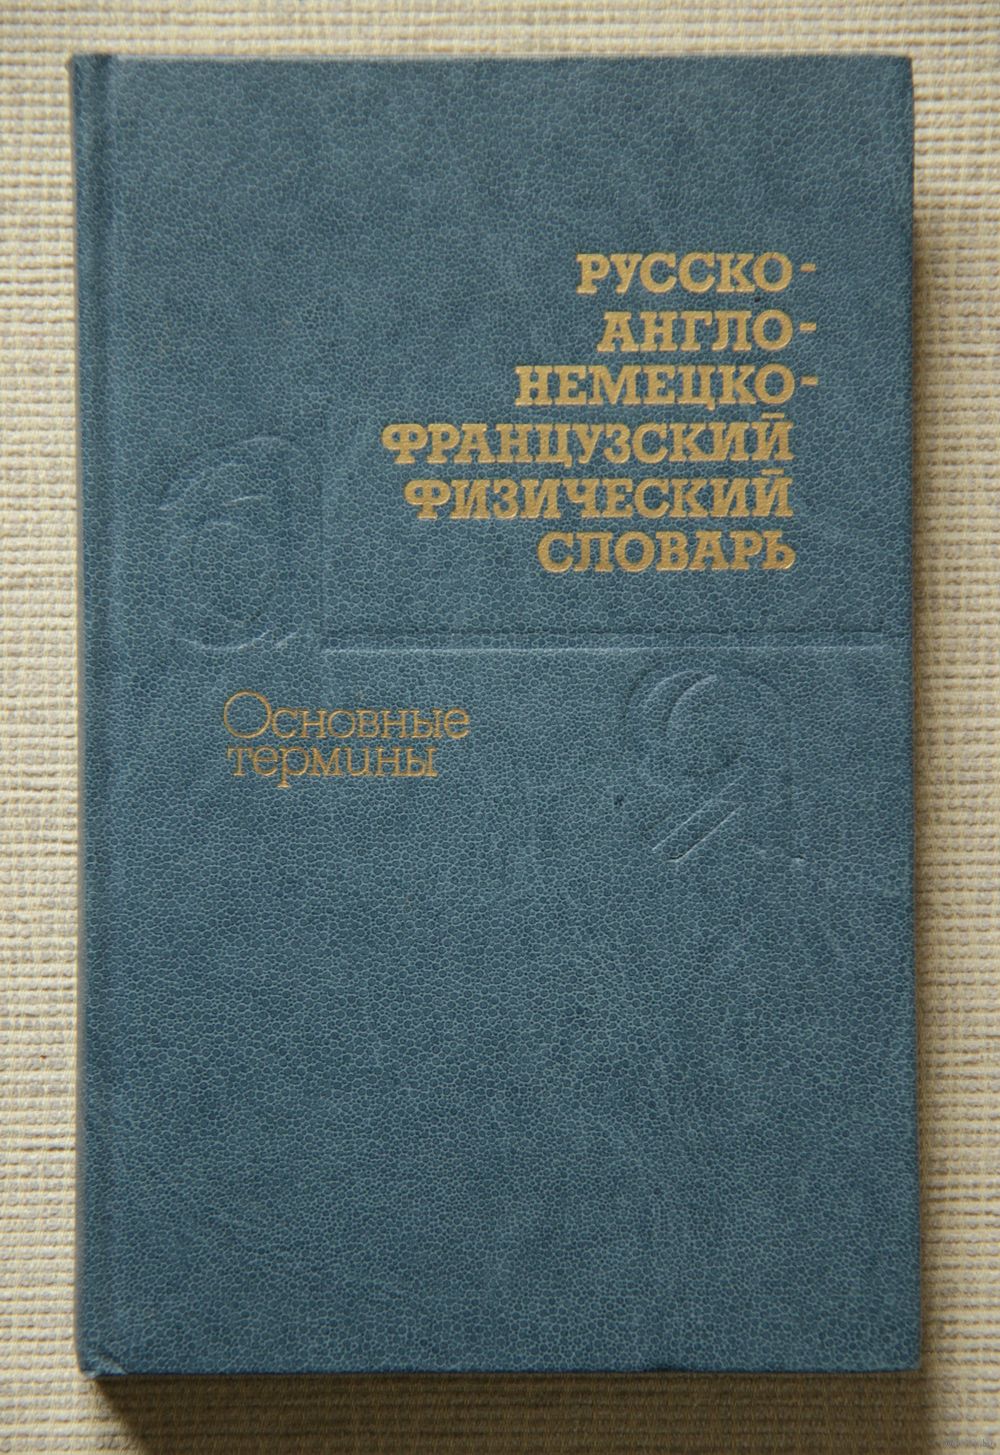 РУССКО-
АНГЛО-
НЕМЕЦКО-
ФРАНЦУЗСКИЙ
ФИЗИЧЕСКИЙ
СЛОВАРЬ
Основные
термины